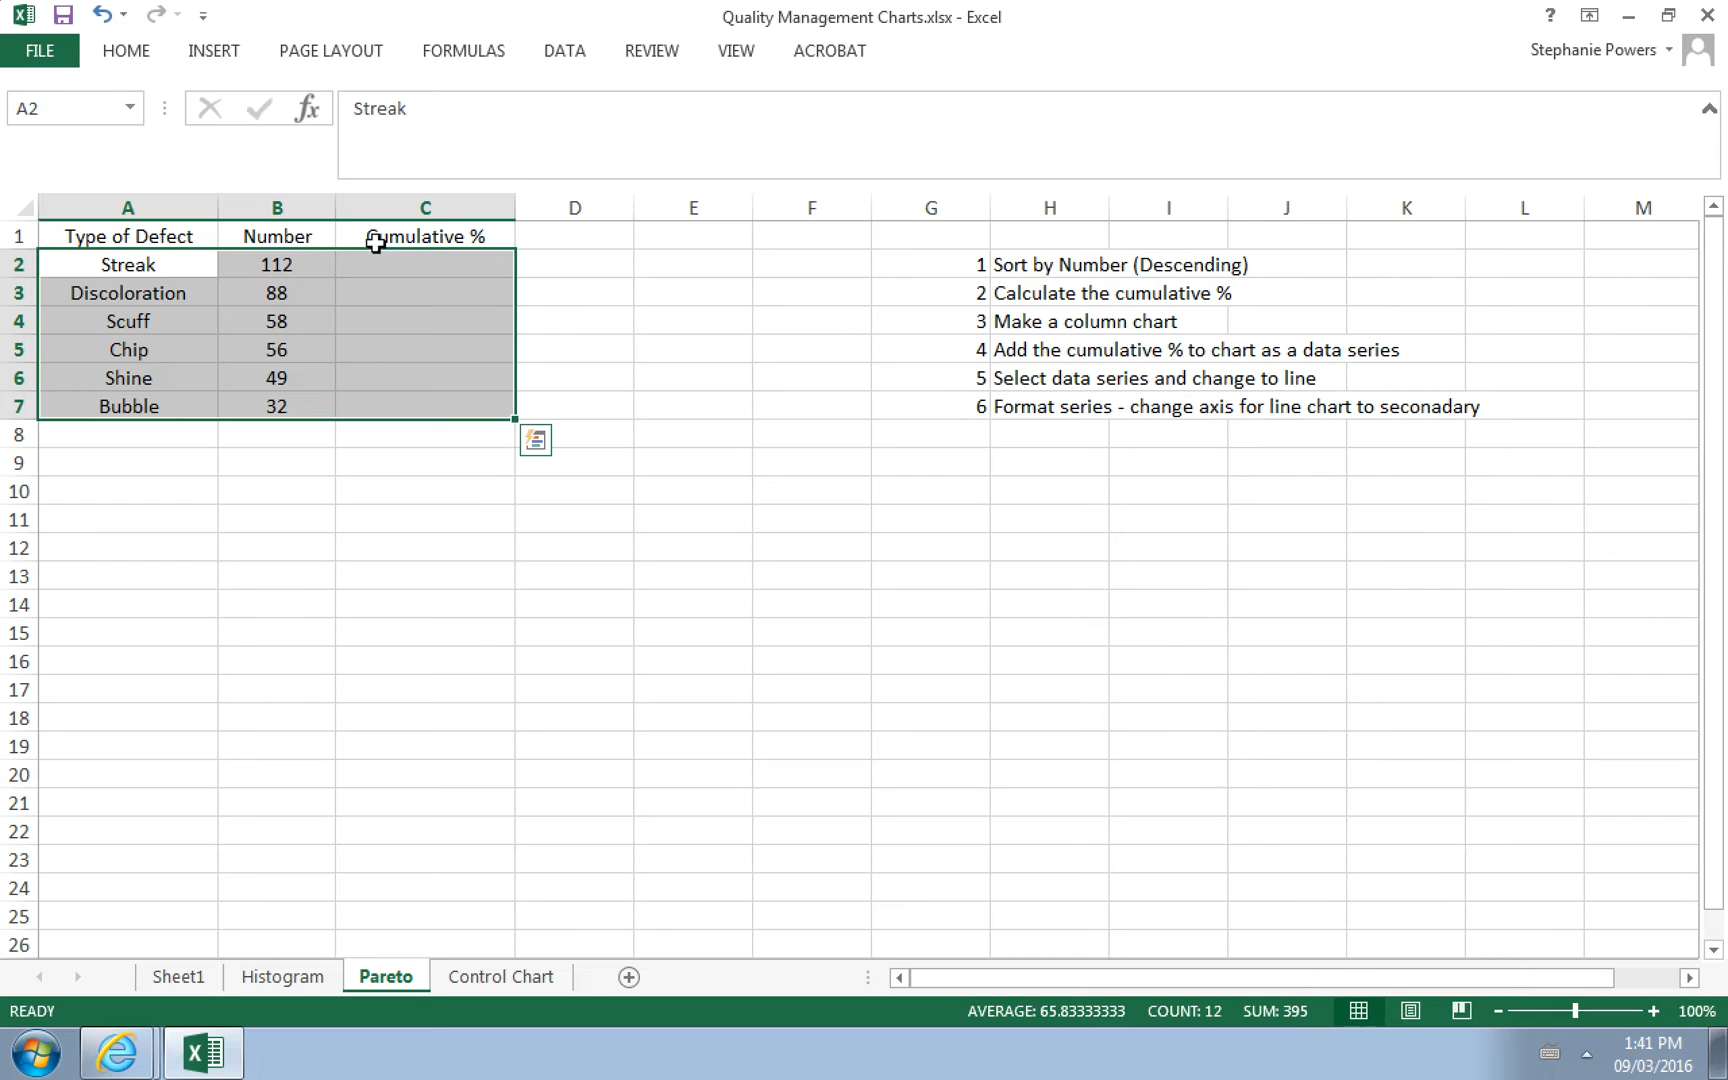 Quality Management Charts.xlsx - Excel
FILE HOME INSERT PAGE LAYOUT FORMULAS DATA REVIEW VIEW ACROBAT Stephanie Powers
A2 fx Streak
A B C D E F G H I J K L M
1 Type of Defect Number Cumulative %
2 Streak 112 1 Sort by Number (Descending)
3 Discoloration 88 2 Calculate the cumulative %
4 Scuff 58 3 Make a column chart
5 Chip 56 4 Add the cumulative % to chart as a data series
6 Shine 49 5 Select data series and change to line
7 Bubble 32 6 Format series - change axis for line chart to seconadary
8
9
10
11
12
13
14
15
16
17
18
19
20
21
22
23
24
25
26
Sheet1 Histogram Pareto Control Chart
READY AVERAGE: 65.83333333 COUNT: 12 SUM: 395 100%
1:41 PM
09/03/2016